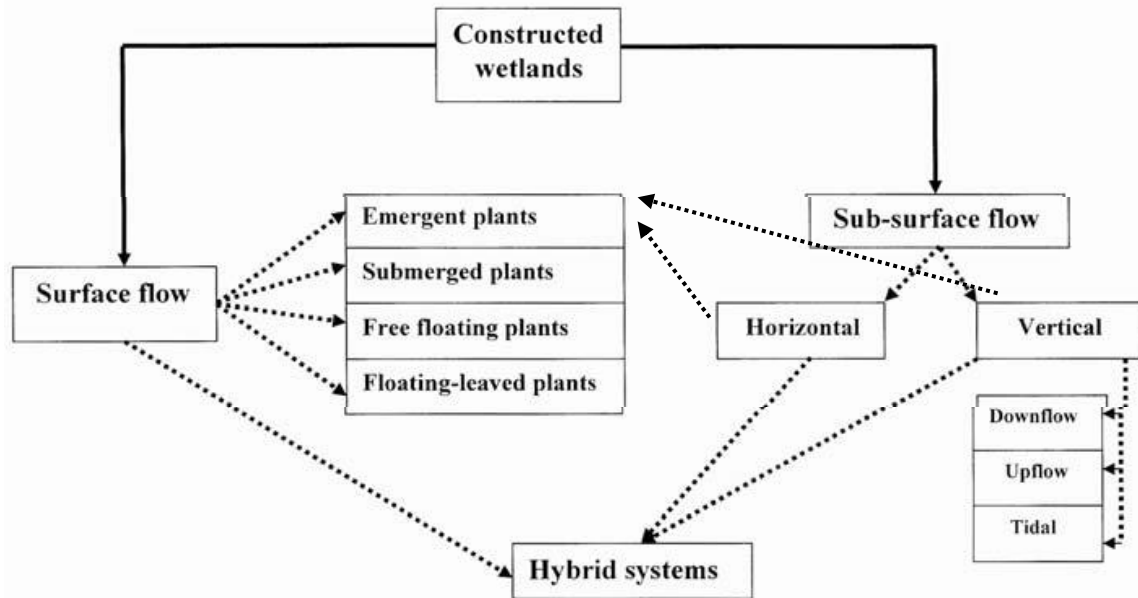 Constructed
wetlands
Emergent plants
Sub-surface flow
Submerged plants
Surface flow
Free floating plants
Horizontal
Vertical
Floating-leaved plants
Downflow
Upflow
Tidal
Hybrid systems